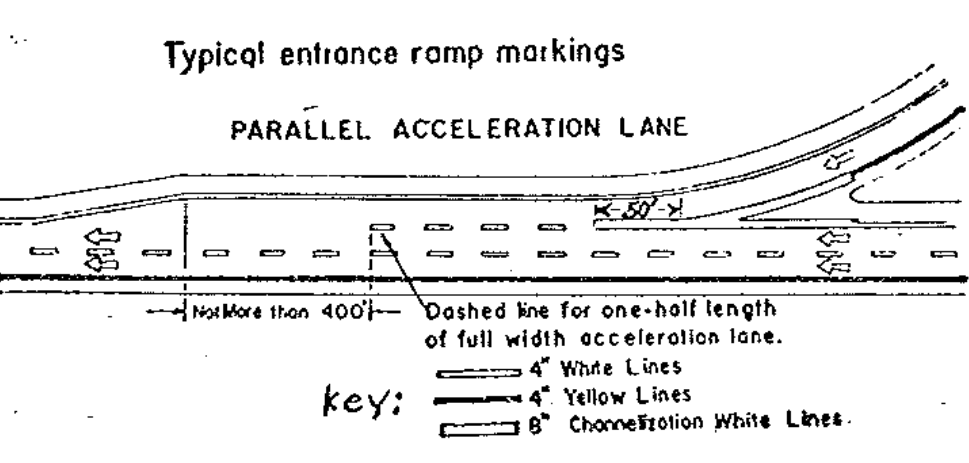 Typical entrance ramp markings
PARALLEL ACCELERATION LANE
50'
Not More than 400'
Dashed line for one-half length
of full width acceleration lane.
key:
4" White Lines
4" Yellow Lines
8" Channelization White Lines.